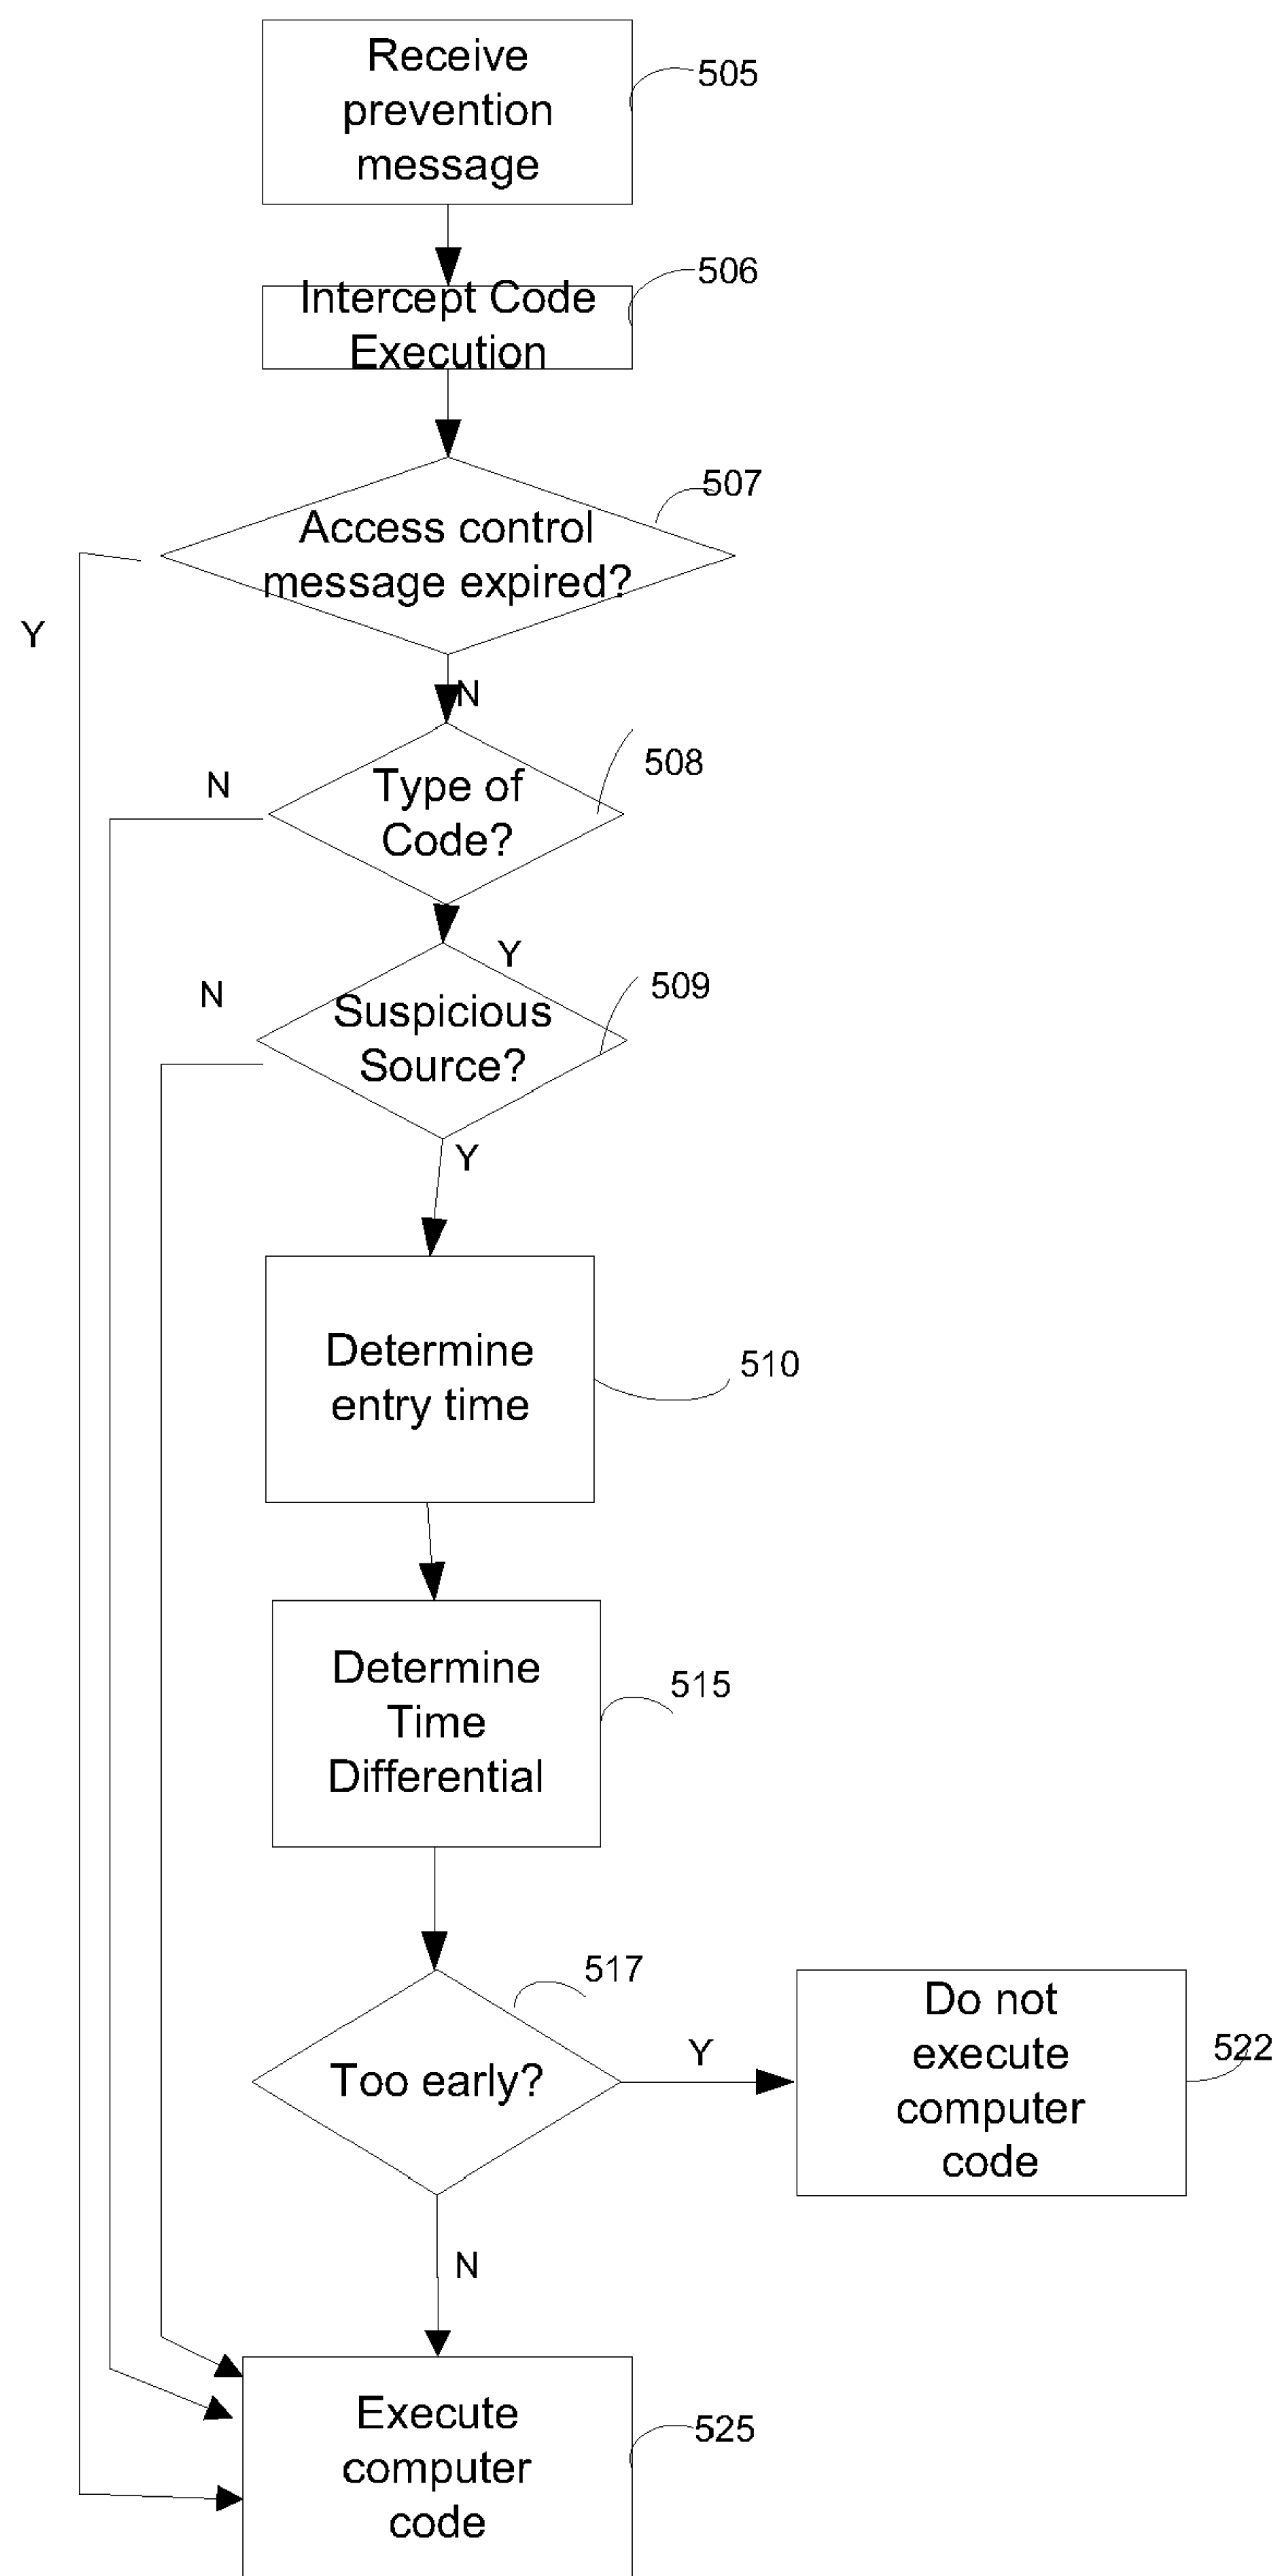 Receive
prevention
message
505
Intercept Code
Execution
506
Access control
message expired?
507
Y
N
Type of
Code?
508
N
Y
Suspicious
Source?
509
N
Y
Determine
entry time
510
Determine
Time
Differential
515
Too early?
517
Y
Do not
execute
computer
code
522
N
Execute
computer
code
525